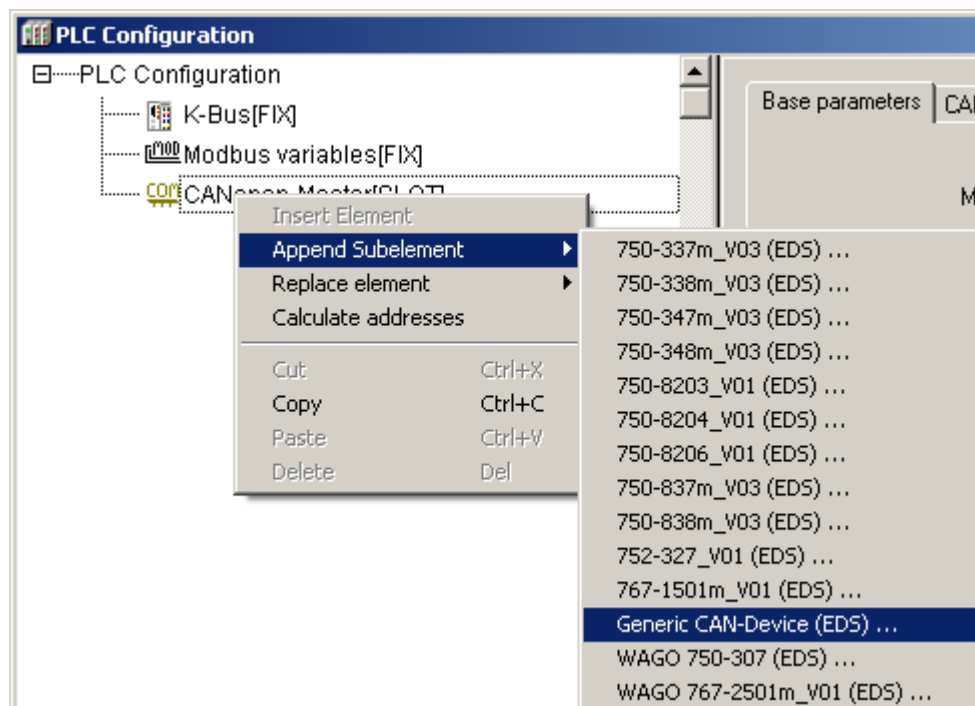 PLC Configuration
PLC Configuration
K-Bus[FIX]
Modbus variables[FIX]
CANopen-Master[SLOT]
Base parameters
Insert Element
Append Subelement
Replace element
Calculate addresses
Cut Ctrl+X
Copy Ctrl+C
Paste Ctrl+V
Delete Del
750-337m_V03 (EDS) ...
750-338m_V03 (EDS) ...
750-347m_V03 (EDS) ...
750-348m_V03 (EDS) ...
750-8203_V01 (EDS) ...
750-8204_V01 (EDS) ...
750-8206_V01 (EDS) ...
750-837m_V03 (EDS) ...
750-838m_V03 (EDS) ...
752-327_V01 (EDS) ...
767-1501m_V01 (EDS) ...
Generic CAN-Device (EDS) ...
WAGO 750-307 (EDS) ...
WAGO 767-2501m_V01 (EDS) ...